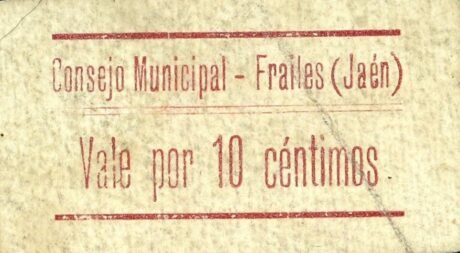 Consejo Municipal - Frailes (Jaén)
Vale por 10 céntimos